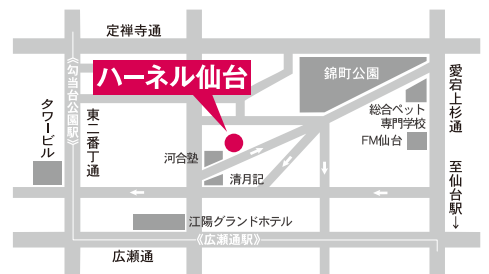 定禅寺通
ハーネル仙台
錦町公園
《勾当台公園駅》
愛宕上杉通
タワービル
東二番丁通
総合ペット
専門学校
FM仙台
河合塾
清月記
至仙台駅→
江陽グランドホテル
《広瀬通駅》
広瀬通